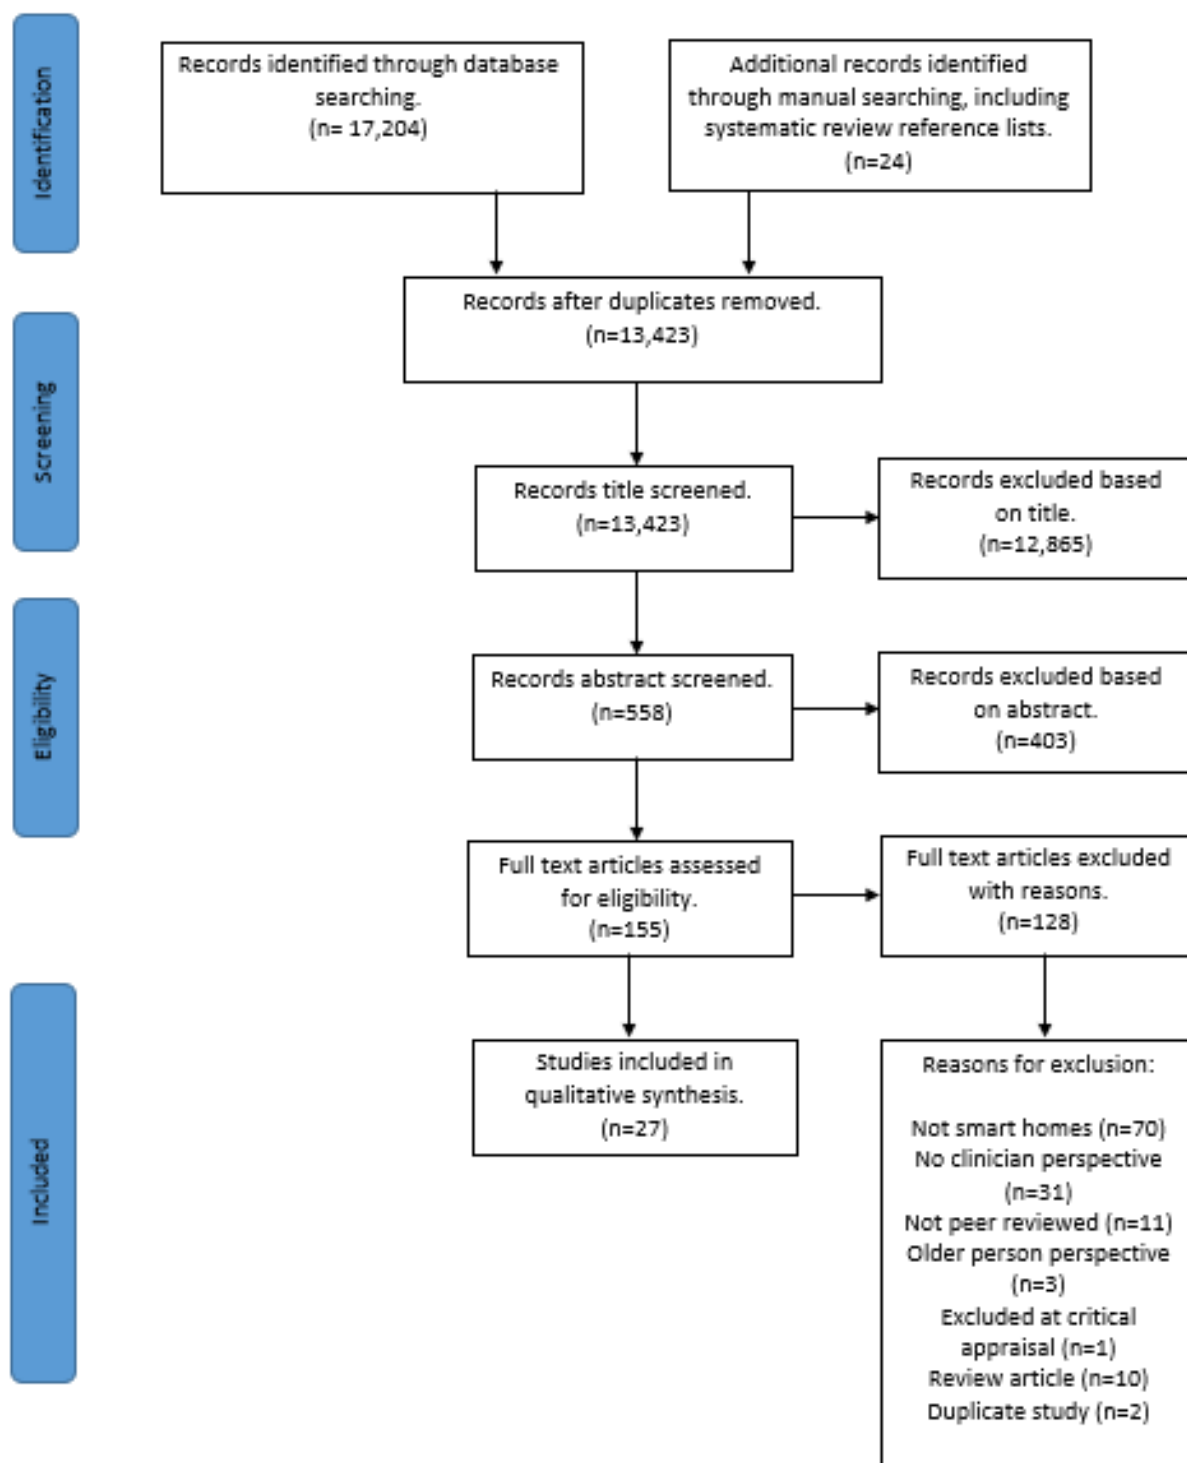 Identification
Records identified through database
searching.
(n= 17,204)
Additional records identified
through manual searching, including
systematic review reference lists.
(n=24)
Records after duplicates removed.
(n=13,423)
Screening
Records title screened.
(n=13,423)
Records excluded based
on title.
(n=12,865)
Eligibility
Records abstract screened.
(n=558)
Records excluded based
on abstract.
(n=403)
Full text articles assessed
for eligibility.
(n=155)
Full text articles excluded
with reasons.
(n=128)
Included
Studies included in
qualitative synthesis.
(n=27)
Reasons for exclusion:
Not smart homes (n=70)
No clinician perspective
(n=31)
Not peer reviewed (n=11)
Older person perspective
(n=3)
Excluded at critical
appraisal (n=1)
Review article (n=10)
Duplicate study (n=2)